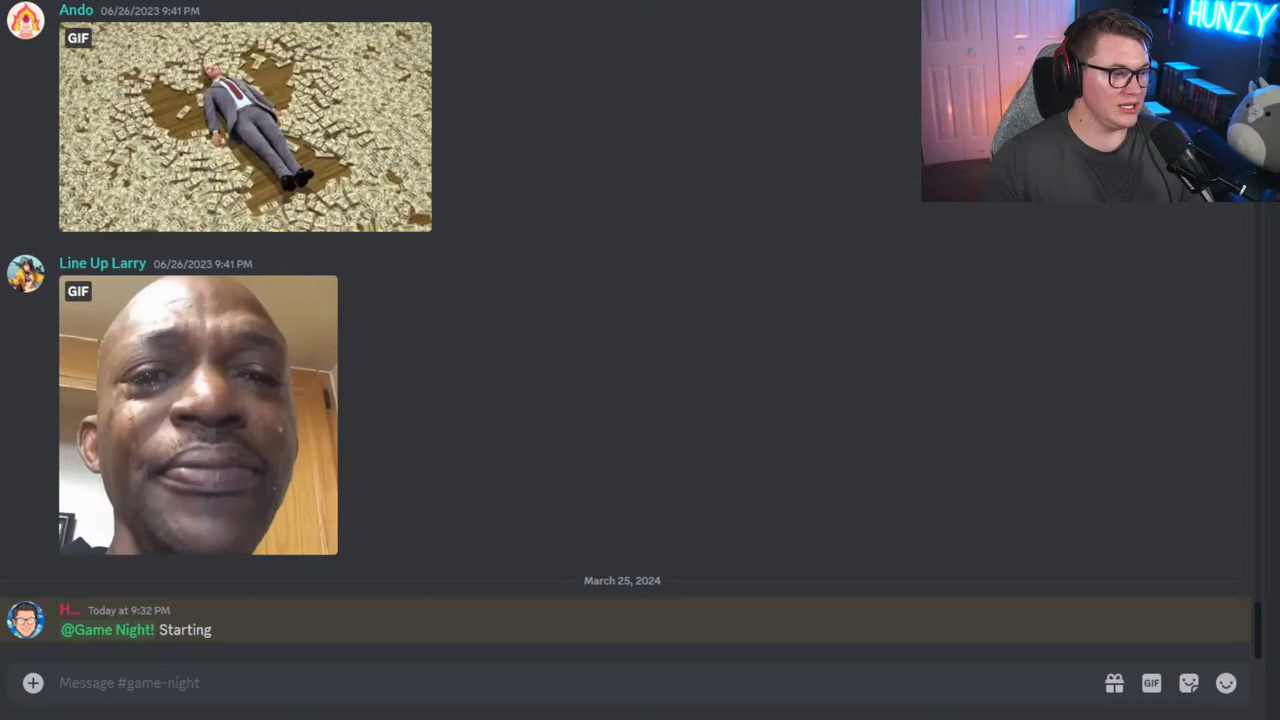 Ando 06/26/2023 9:41 PM
GIF
HUNZY
Line Up Larry 06/26/2023 9:41 PM
GIF
March 25, 2024
H... Today at 9:32 PM
@Game Night! Starting
Message #game-night
GIF